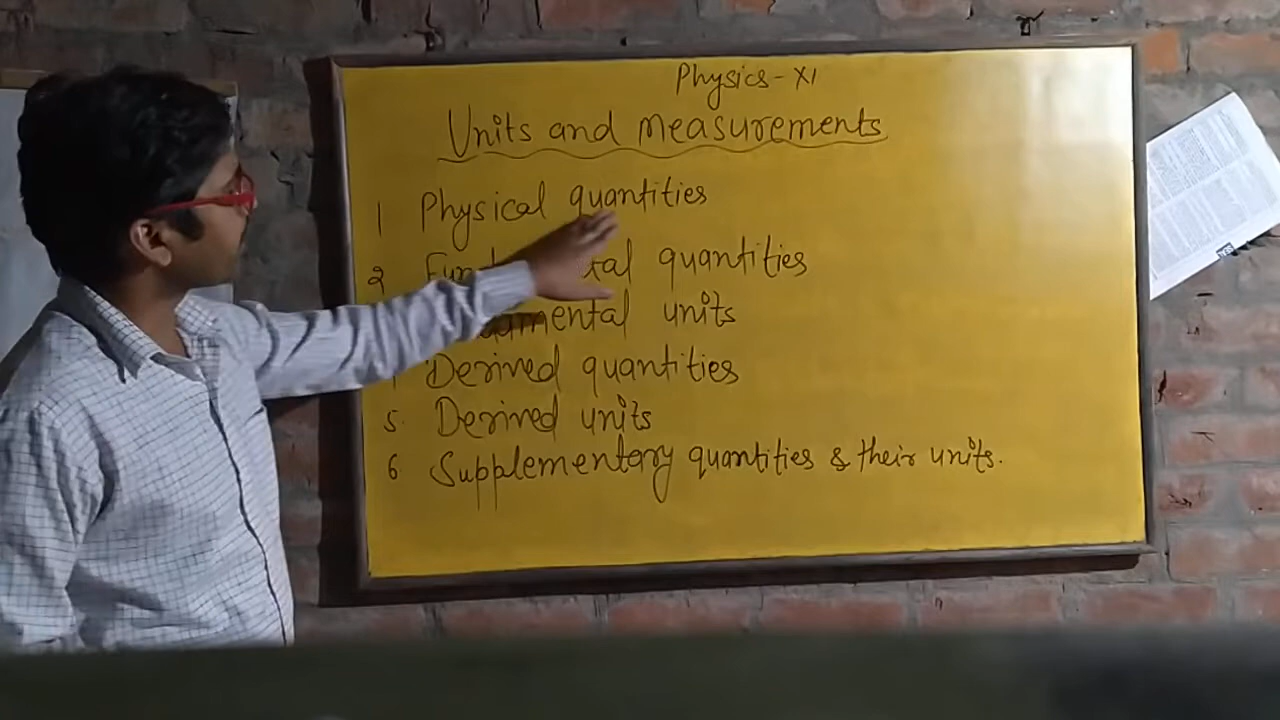 Physics - XI
Units and measurements
1 Physical quantities
2 quantities
units
Derived quantities
5. Derived units
6 Supplementary quantities & their units.